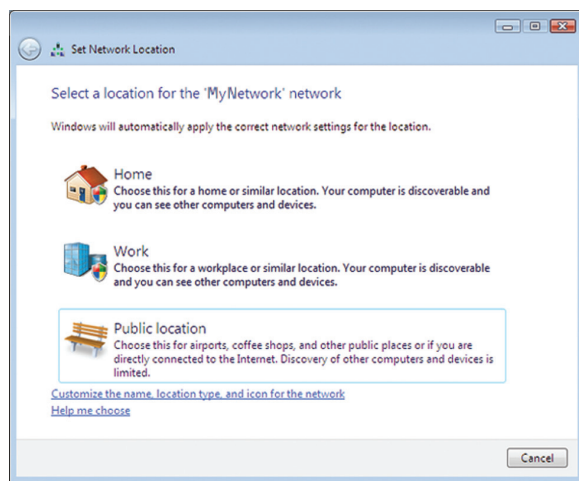 Set Network Location
Select a location for the 'MyNetwork' network
Windows will automatically apply the correct network settings for the location.
Home
Choose this for a home or similar location. Your computer is discoverable and
you can see other computers and devices.
Work
Choose this for a workplace or similar location. Your computer is discoverable
and you can see other computers and devices.
Public location
Choose this for airports, coffee shops, and other public places or if you are
directly connected to the Internet. Discovery of other computers and devices is
limited.
Customize the name, location type, and icon for the network
Help me choose
Cancel